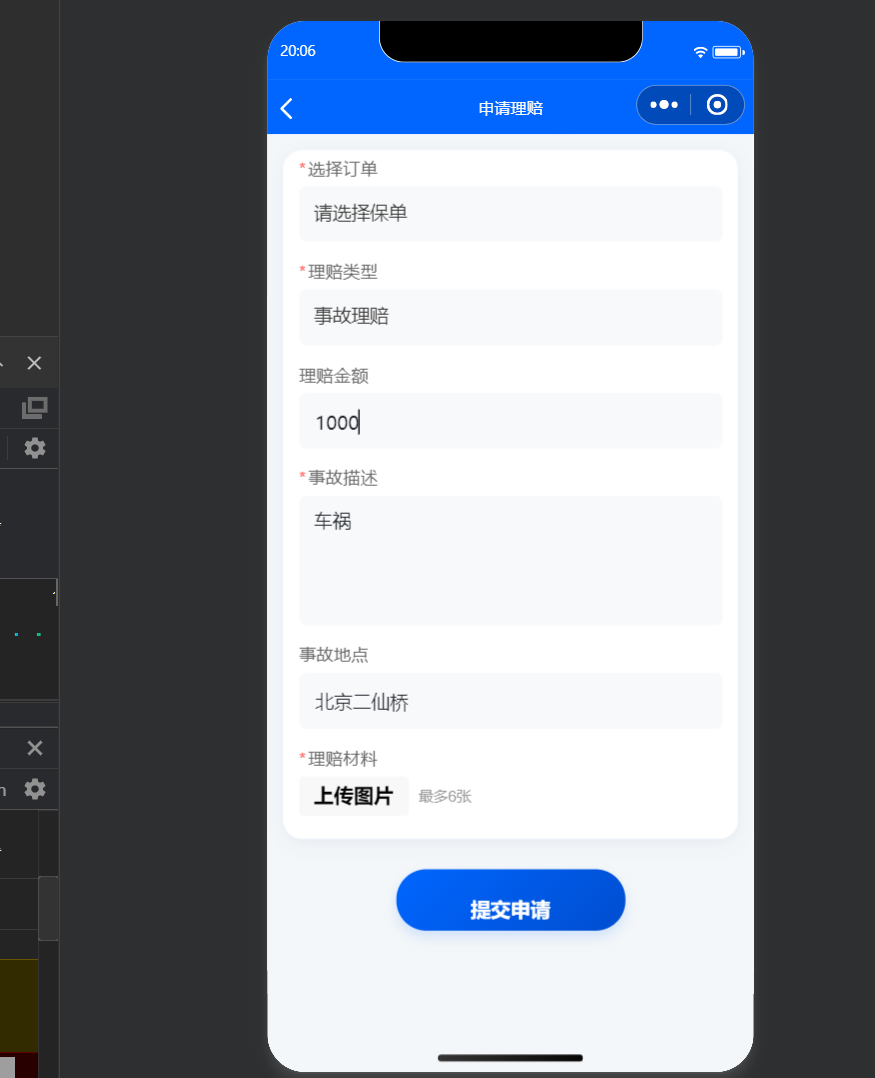 20:06
申请理赔
*选择订单
请选择保单
*理赔类型
事故理赔
理赔金额
1000
*事故描述
车祸
事故地点
北京二仙桥
*理赔材料
上传图片 最多6张
提交申请